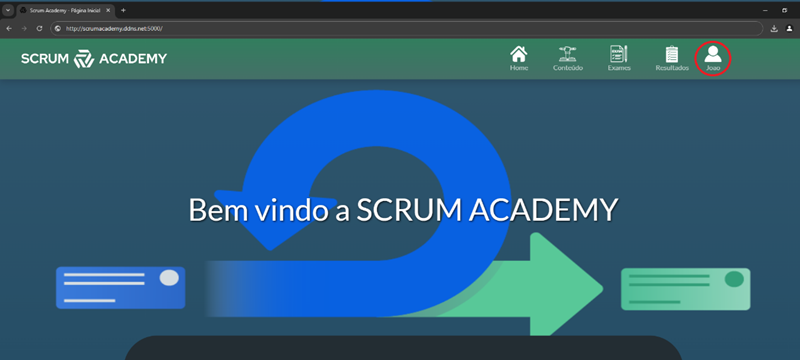 Scrum Academy - Página Inicial
http://scrumacademy.ddns.net:5000/
SCRUM ACADEMY
Home
Conteúdo
Exames
Resultados
Joao
Bem vindo a SCRUM ACADEMY